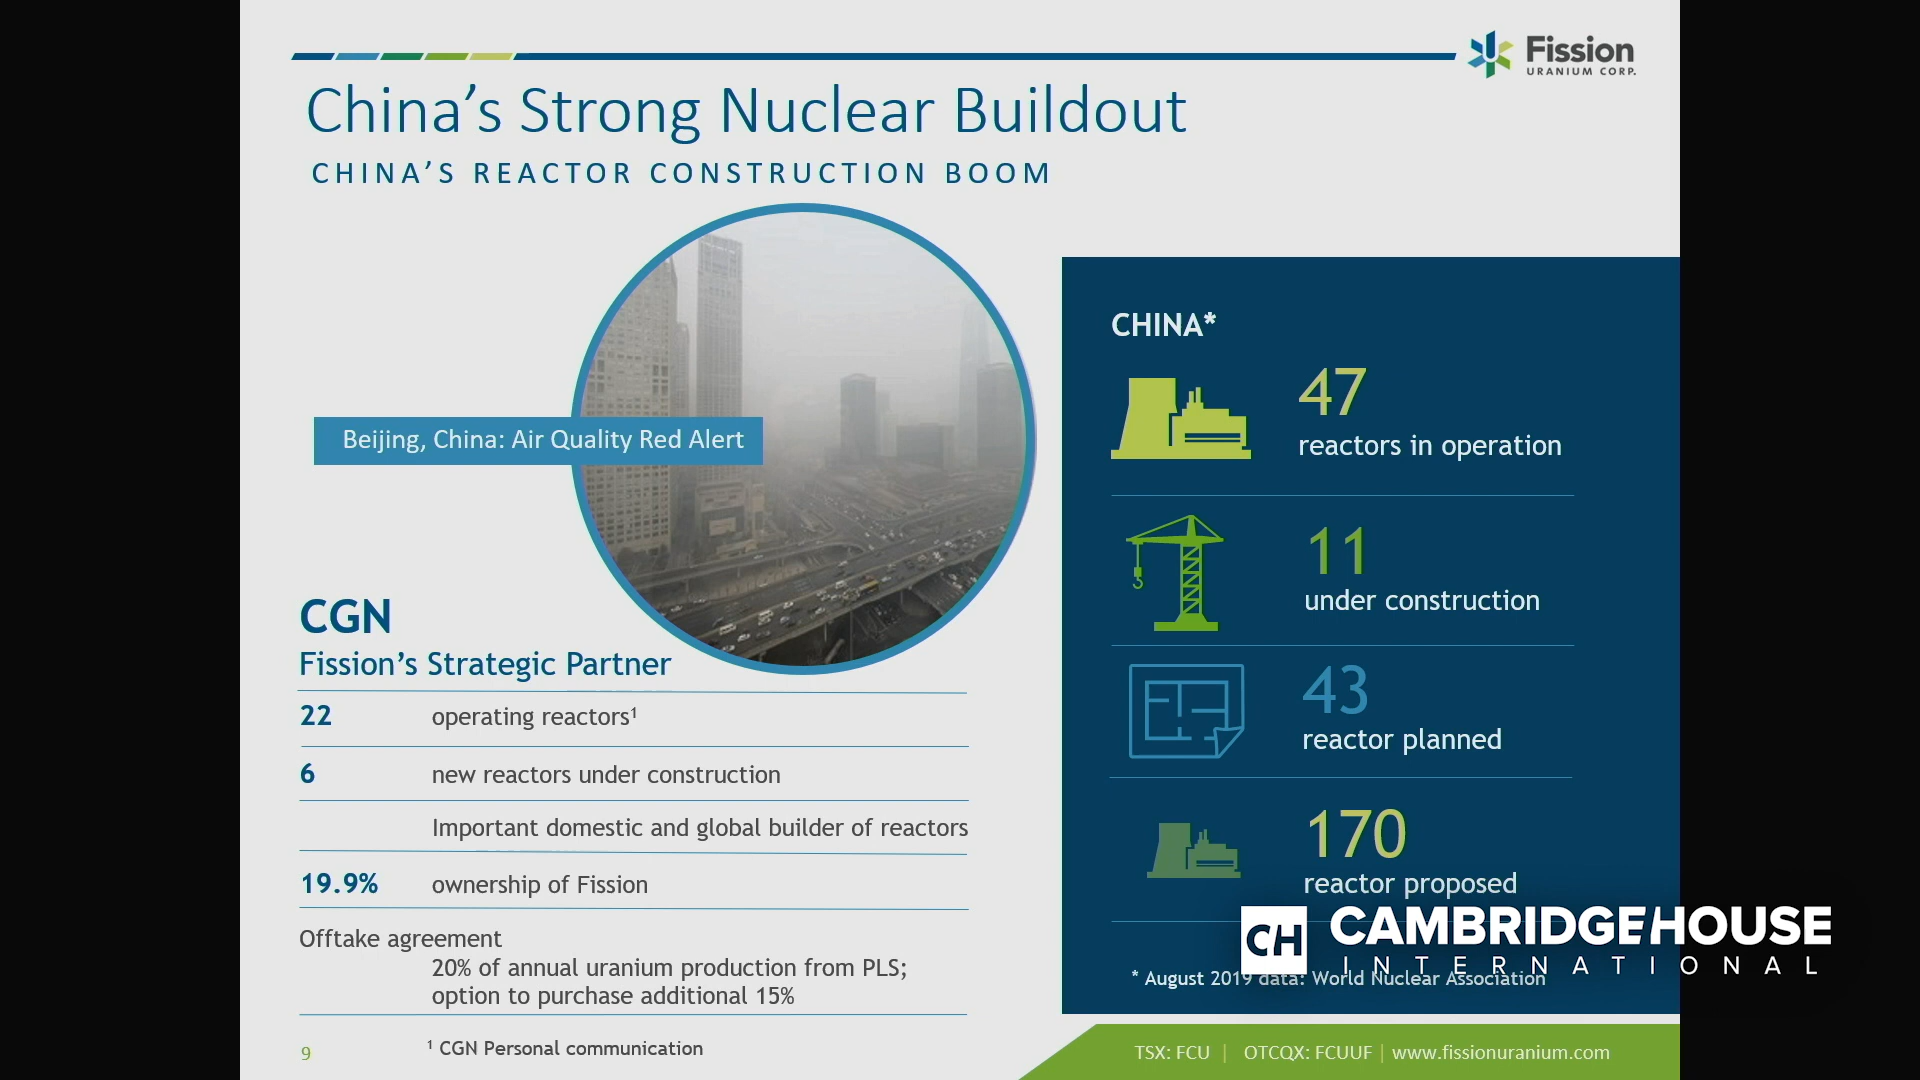 Fission
URANIUM CORP.
China’s Strong Nuclear Buildout
CHINA’S REACTOR CONSTRUCTION BOOM
Beijing, China: Air Quality Red Alert
CGN
Fission’s Strategic Partner
22 operating reactors¹
6 new reactors under construction
Important domestic and global builder of reactors
19.9% ownership of Fission
Offtake agreement
20% of annual uranium production from PLS;
option to purchase additional 15%
¹ CGN Personal communication
9
CHINA*
47
reactors in operation
11
under construction
43
reactor planned
170
reactor proposed
* August 2019 data: World Nuclear Association
CH CAMBRIDGEHOUSE
INTERNATIONAL
TSX: FCU | OTCQX: FCUUF | www.fissionuranium.com